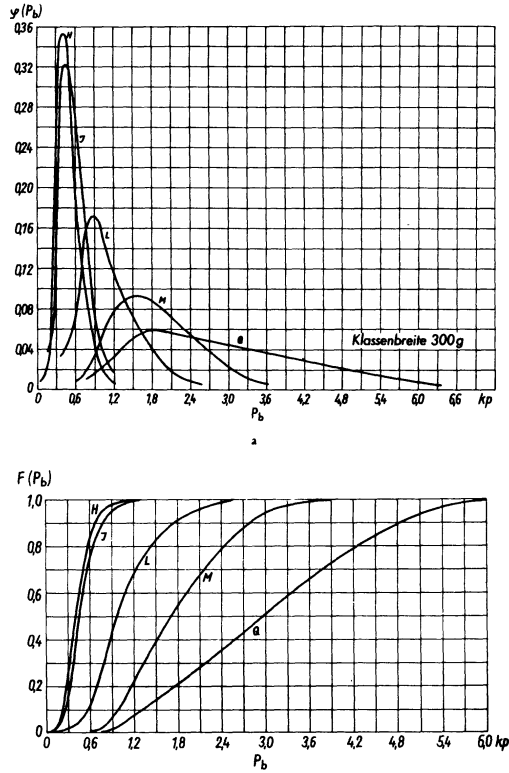 φ(P_b)
0,36
0,32
0,28
0,24
0,20
0,16
0,12
0,08
0,04
0
H
J
L
M
Q
Klassenbreite 300g
0 0,6 1,2 1,8 2,4 3,0 3,6 4,2 4,8 5,4 6,6 kp
P_b
a
F(P_b)
1,0
0,8
0,6
0,4
0,2
0
H
J
L
M
Q
0 0,6 1,2 1,8 2,4 3,0 3,6 4,2 4,8 5,4 6,0 kp
P_b